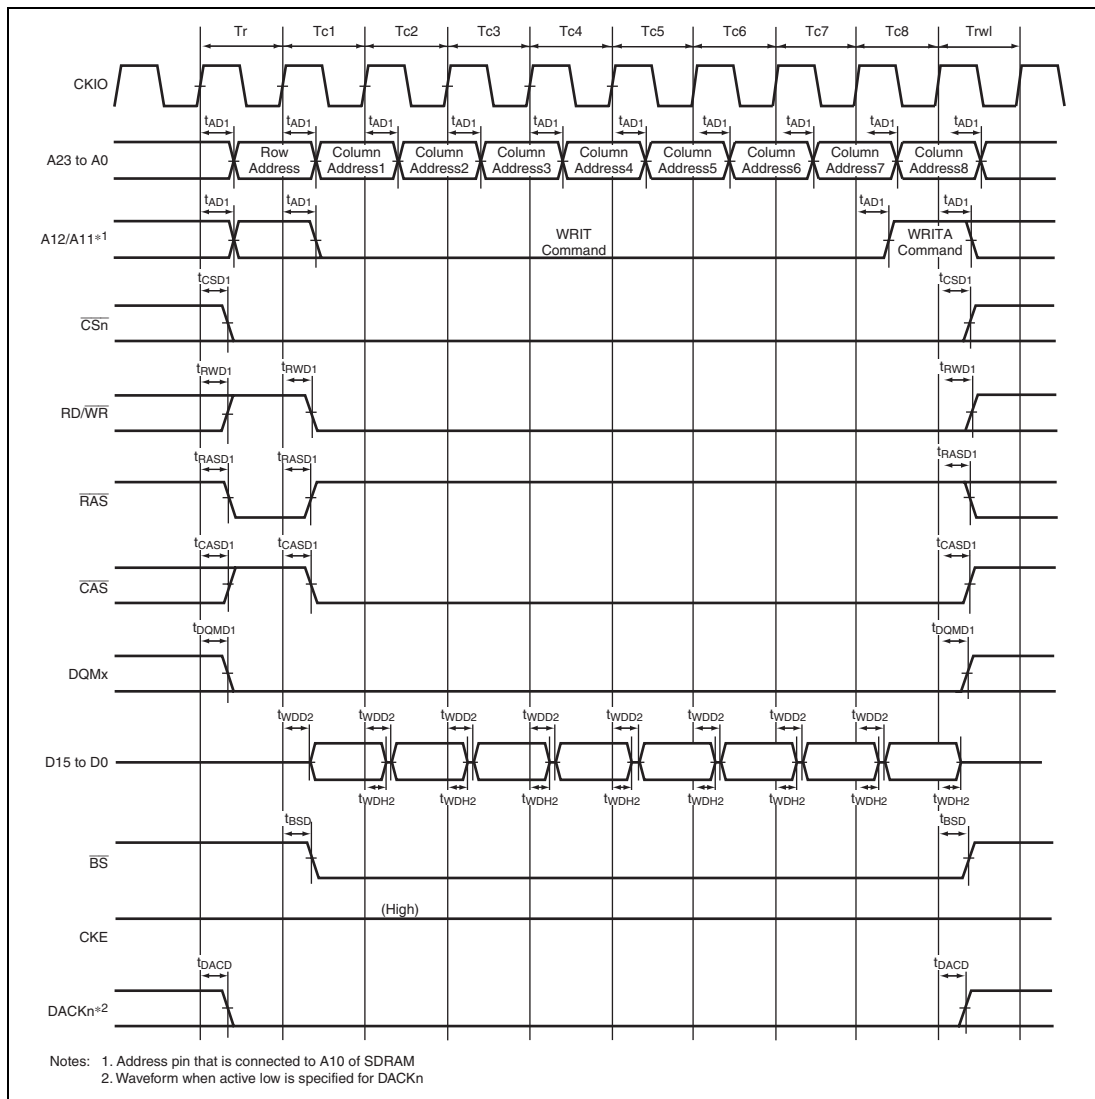 Tr Tc1 Tc2 Tc3 Tc4 Tc5 Tc6 Tc7 Tc8 Trwl
CKIO
tAD1 tAD1 tAD1 tAD1 tAD1 tAD1 tAD1 tAD1 tAD1 tAD1
A23 to A0
Row Address
Column Address1
Column Address2
Column Address3
Column Address4
Column Address5
Column Address6
Column Address7
Column Address8
tAD1 tAD1 tAD1 tAD1
A12/A11*1
WRIT Command
WRITA Command
tCSD1 tCSD1
CSn
tRWD1 tRWD1 tRWD1
RD/WR
tRASD1 tRASD1 tRASD1
RAS
tCASD1 tCASD1 tCASD1
CAS
tDQMD1 tDQMD1
DQMx
tWDD2 tWDD2 tWDD2 tWDD2 tWDD2 tWDD2 tWDD2 tWDD2
D15 to D0
tWDH2 tWDH2 tWDH2 tWDH2 tWDH2 tWDH2 tWDH2 tWDH2
tBSD tBSD
BS
(High)
CKE
tDACD tDACD
DACKn*2
Notes: 1. Address pin that is connected to A10 of SDRAM
2. Waveform when active low is specified for DACKn